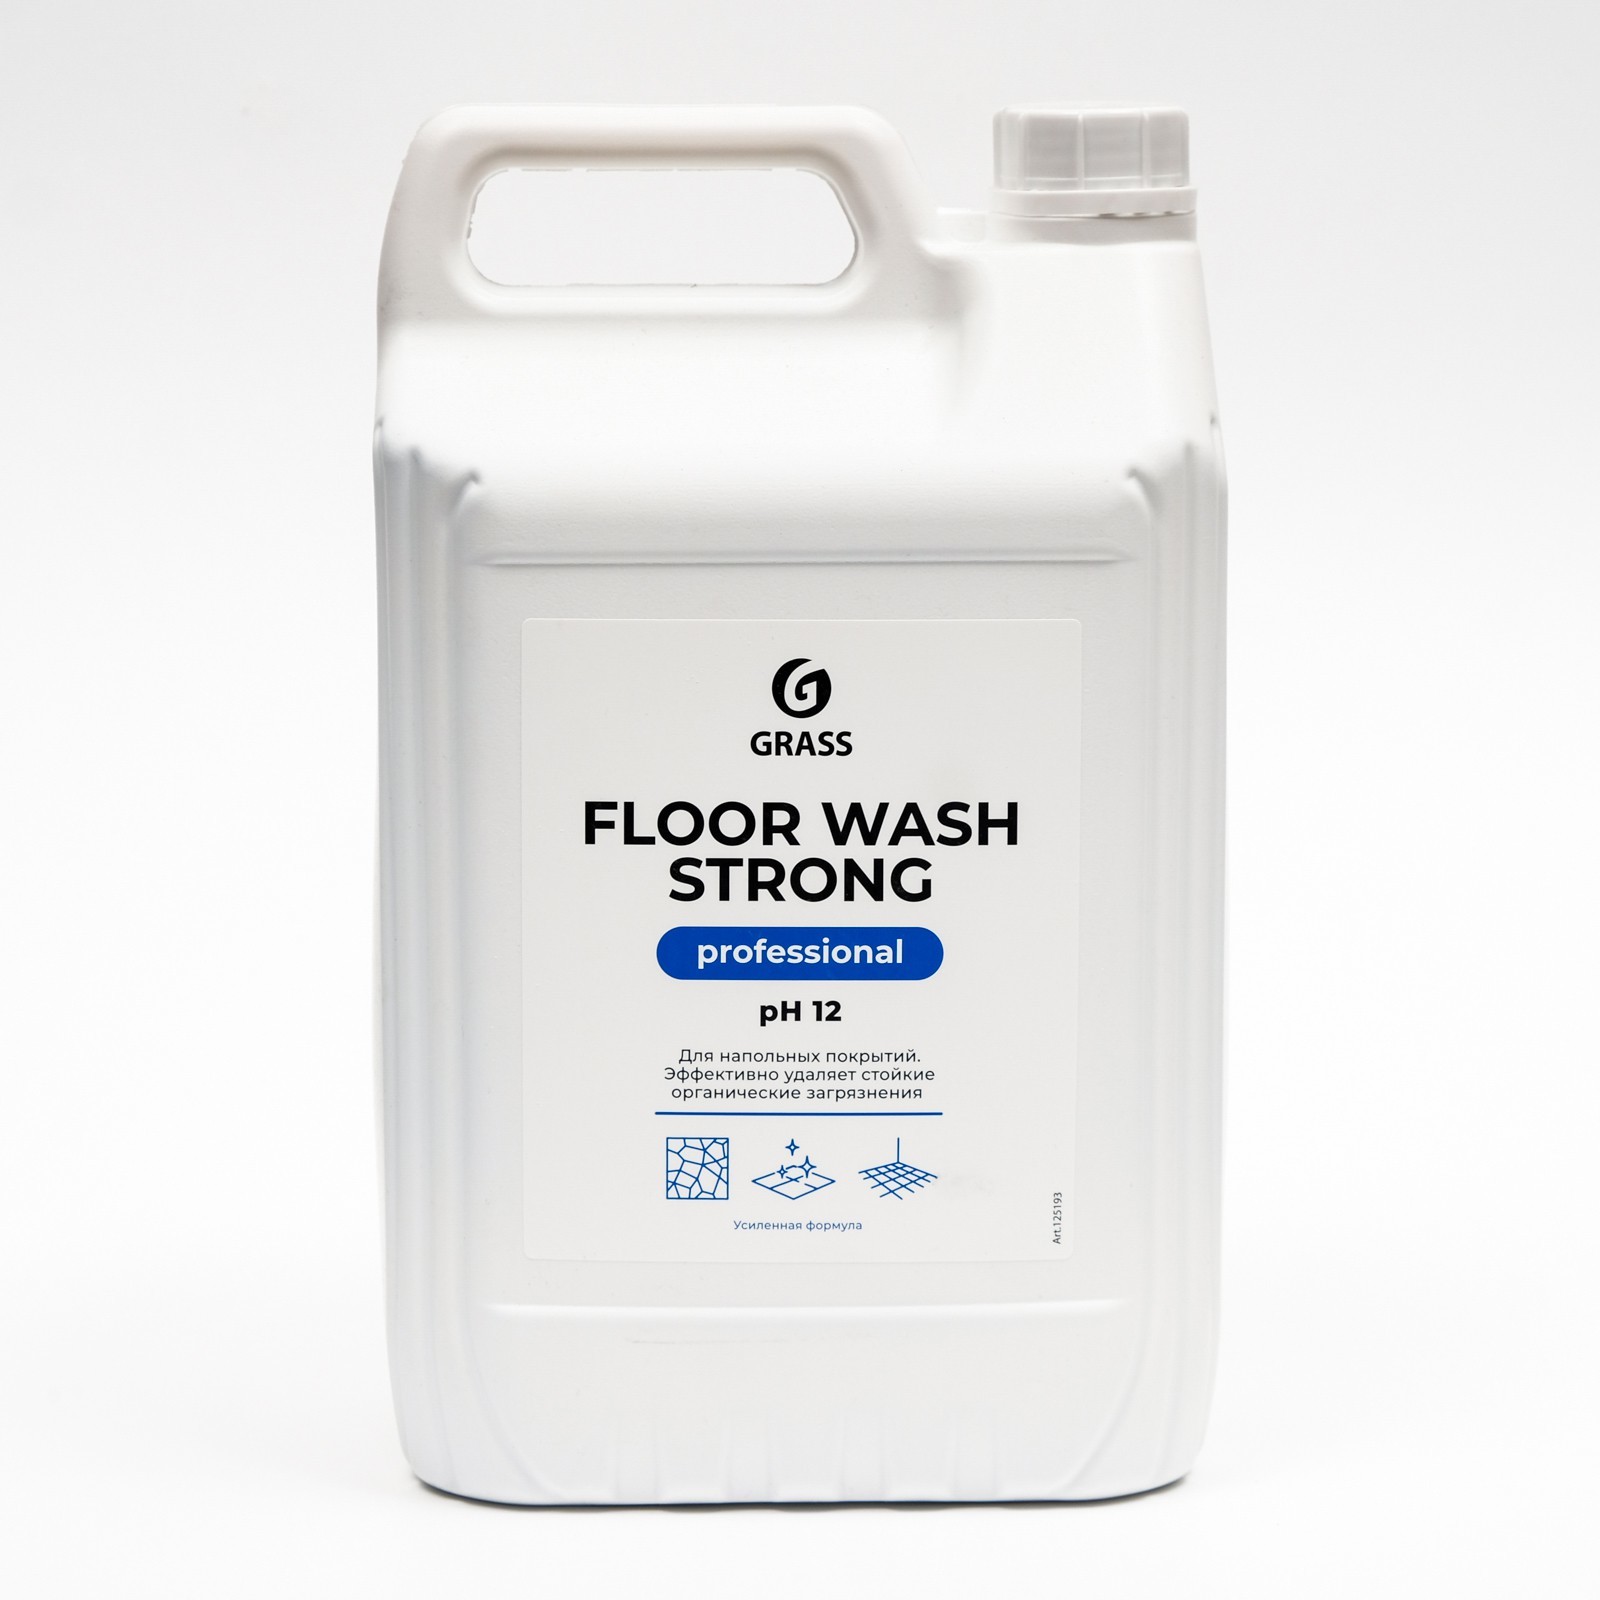 GRASS
FLOOR WASH
STRONG
professional
pH 12
Для напольных покрытий.
Эффективно удаляет стойкие
органические загрязнения
Усиленная формула
Art.125193